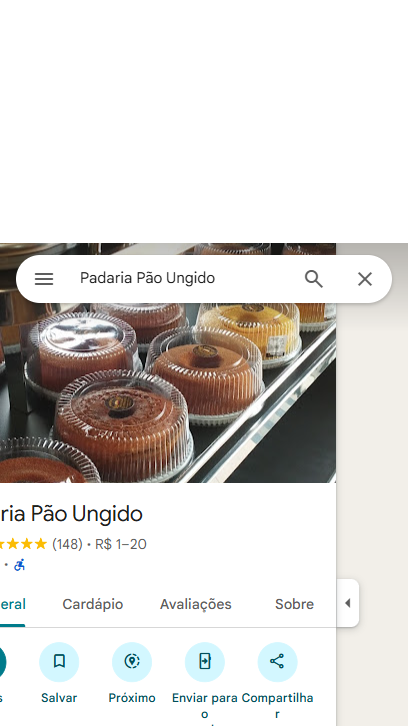 Padaria Pão Ungido
ria Pão Ungido
(148) • R$ 1–20
•
eral Cardápio Avaliações Sobre
s Salvar Próximo Enviar para o Compartilhar